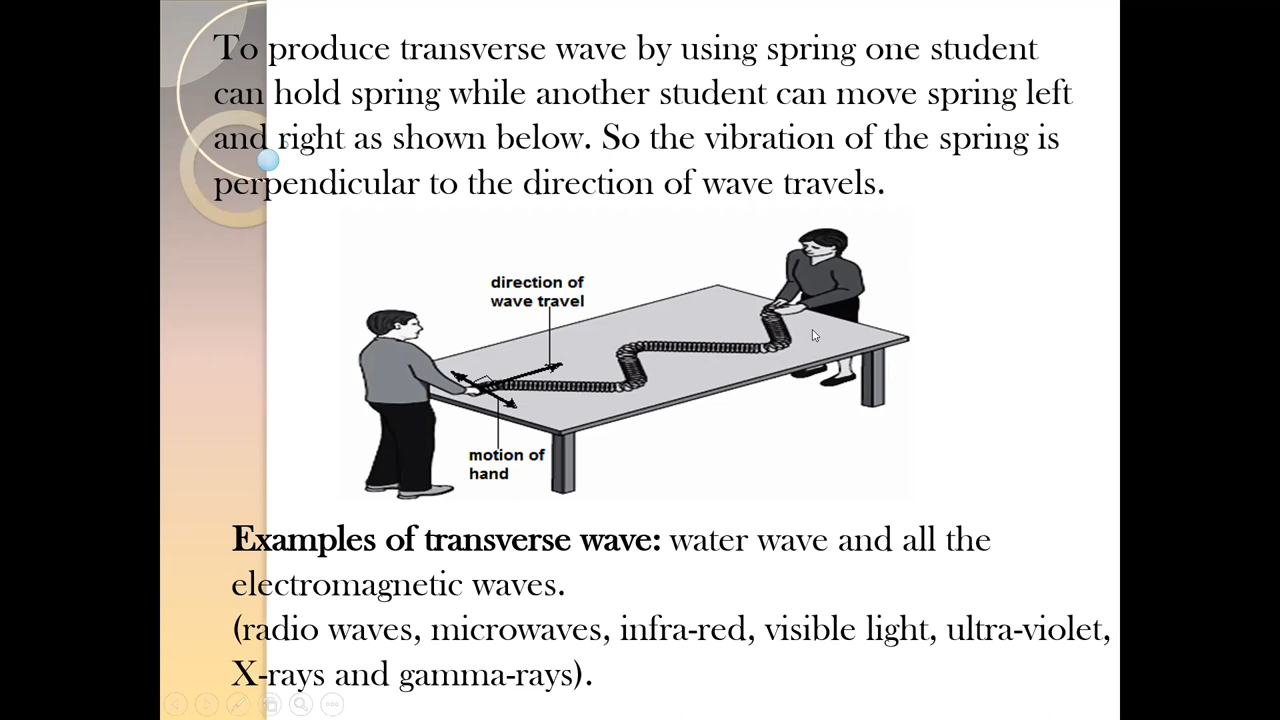 To produce transverse wave by using spring one student
can hold spring while another student can move spring left
and right as shown below. So the vibration of the spring is
perpendicular to the direction of wave travels.
direction of
wave travel
motion of
hand
Examples of transverse wave: water wave and all the
electromagnetic waves.
(radio waves, microwaves, infra-red, visible light, ultra-violet,
X-rays and gamma-rays).